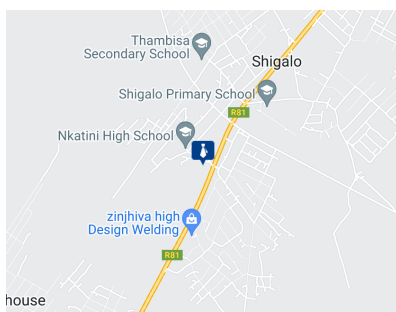 Thambisa
Secondary School
Shigalo
Shigalo Primary School
R81
Nkatini High School
zinjhiva high
Design Welding
R81
house